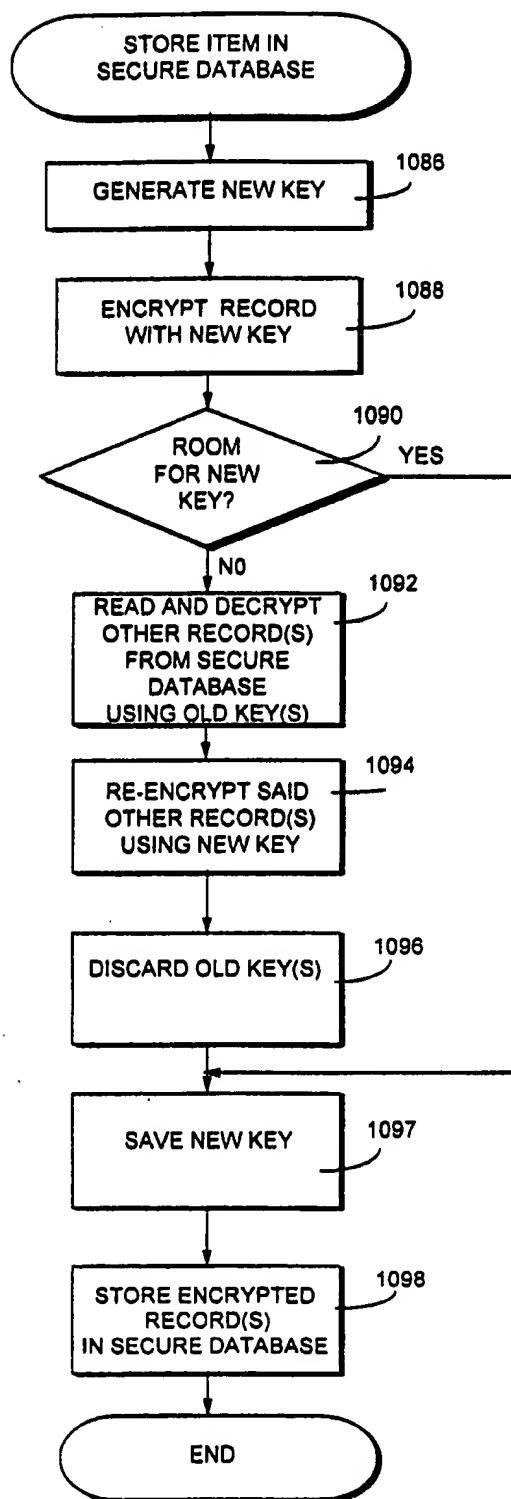 STORE ITEM IN
SECURE DATABASE
1086
GENERATE NEW KEY
1088
ENCRYPT RECORD
WITH NEW KEY
1090
ROOM
FOR NEW
KEY?
YES
NO
1092
READ AND DECRYPT
OTHER RECORD(S)
FROM SECURE
DATABASE
USING OLD KEY(S)
1094
RE-ENCRYPT SAID
OTHER RECORD(S)
USING NEW KEY
1096
DISCARD OLD KEY(S)
1097
SAVE NEW KEY
1098
STORE ENCRYPTED
RECORD(S)
IN SECURE DATABASE
END